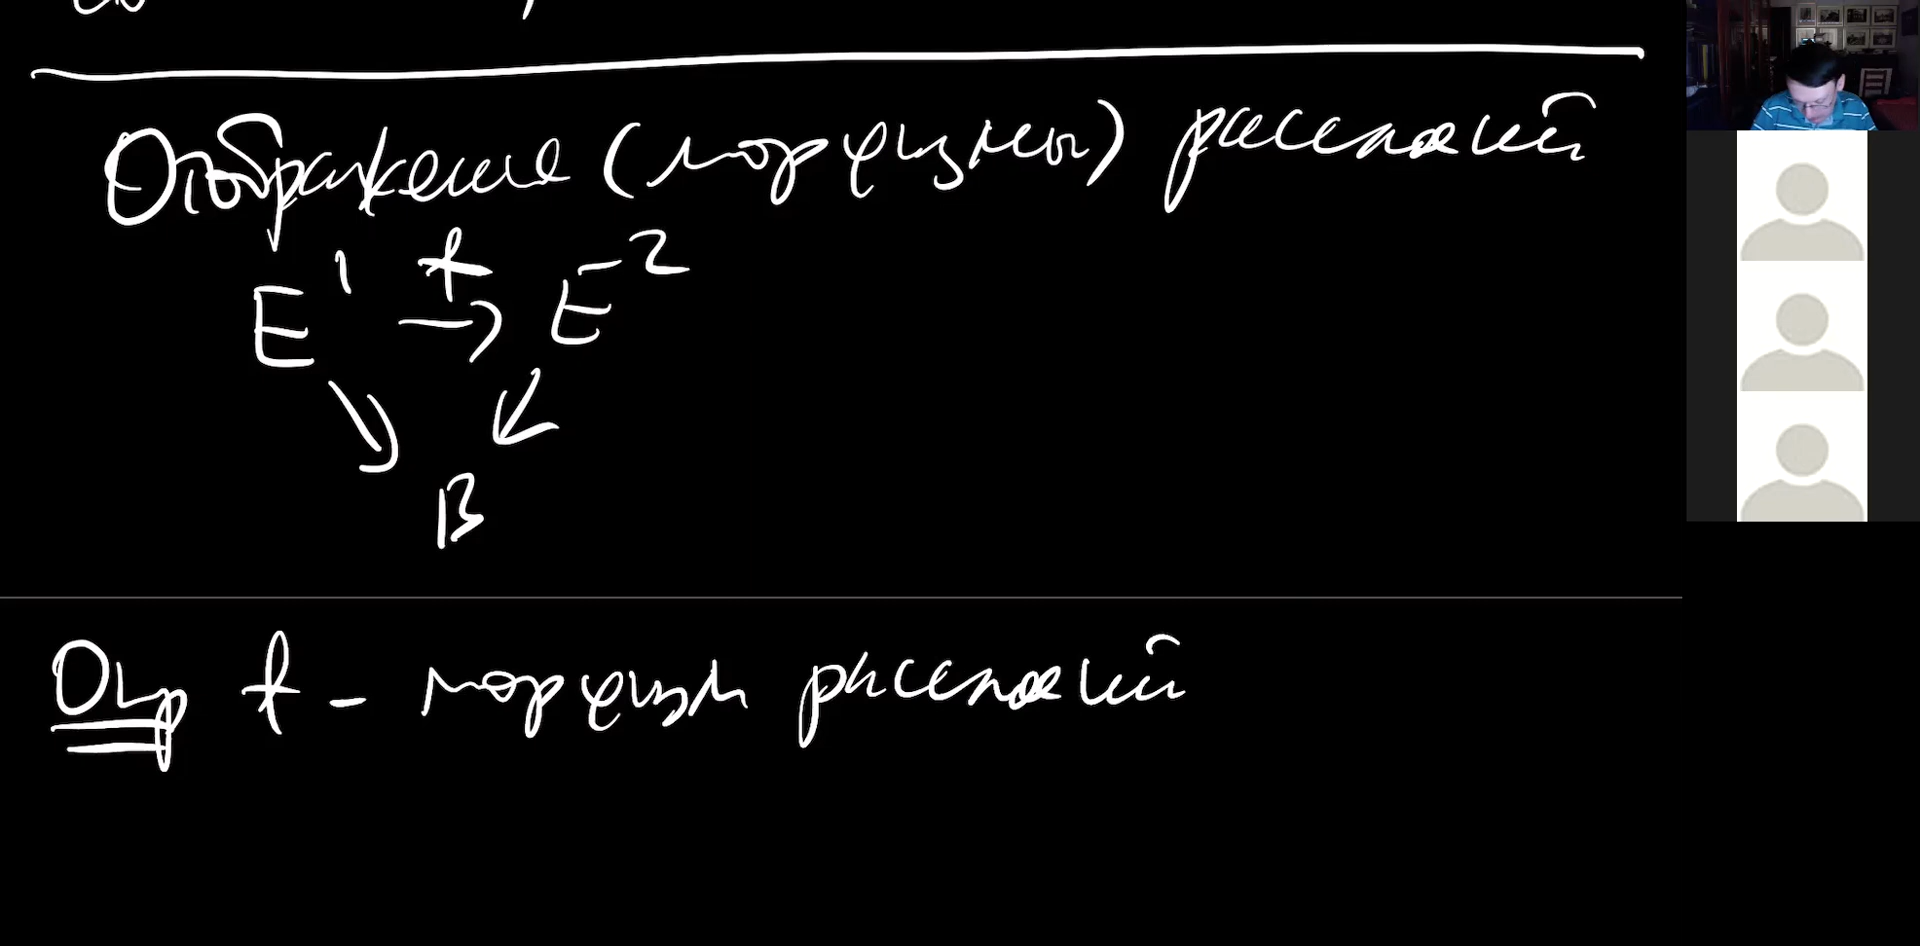 Отображение (морфизмы) расслоений
E¹ f → E²
B
Опр f - морфизм расслоений